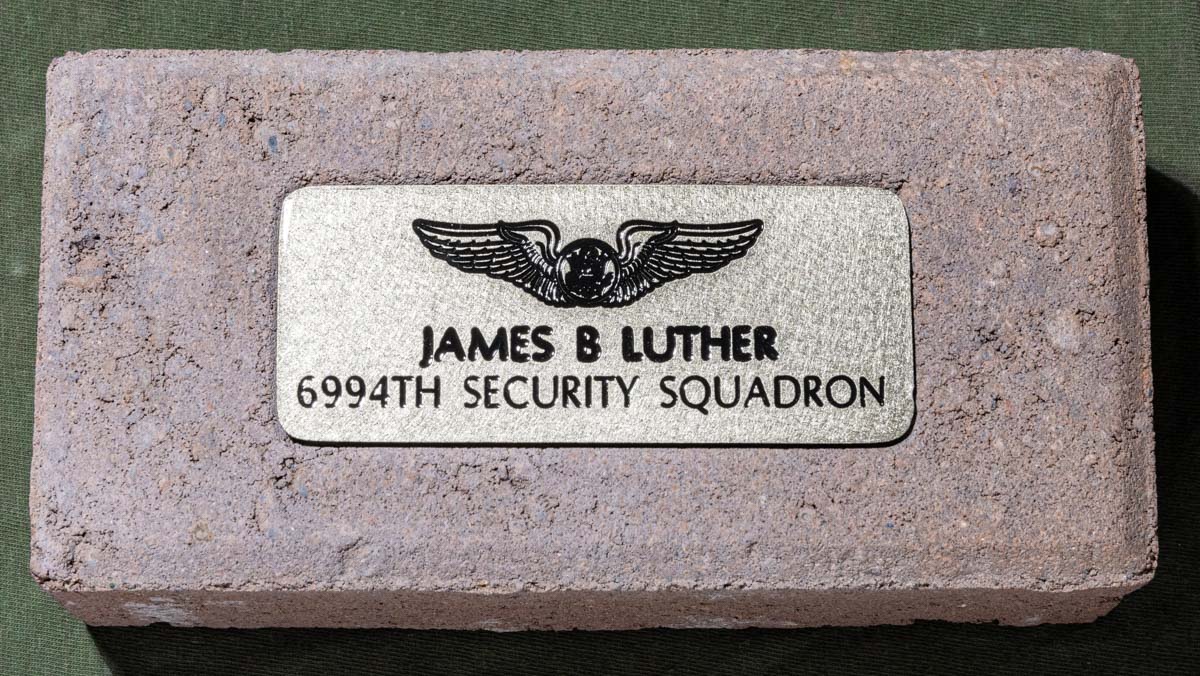 JAMES B LUTHER
6994TH SECURITY SQUADRON